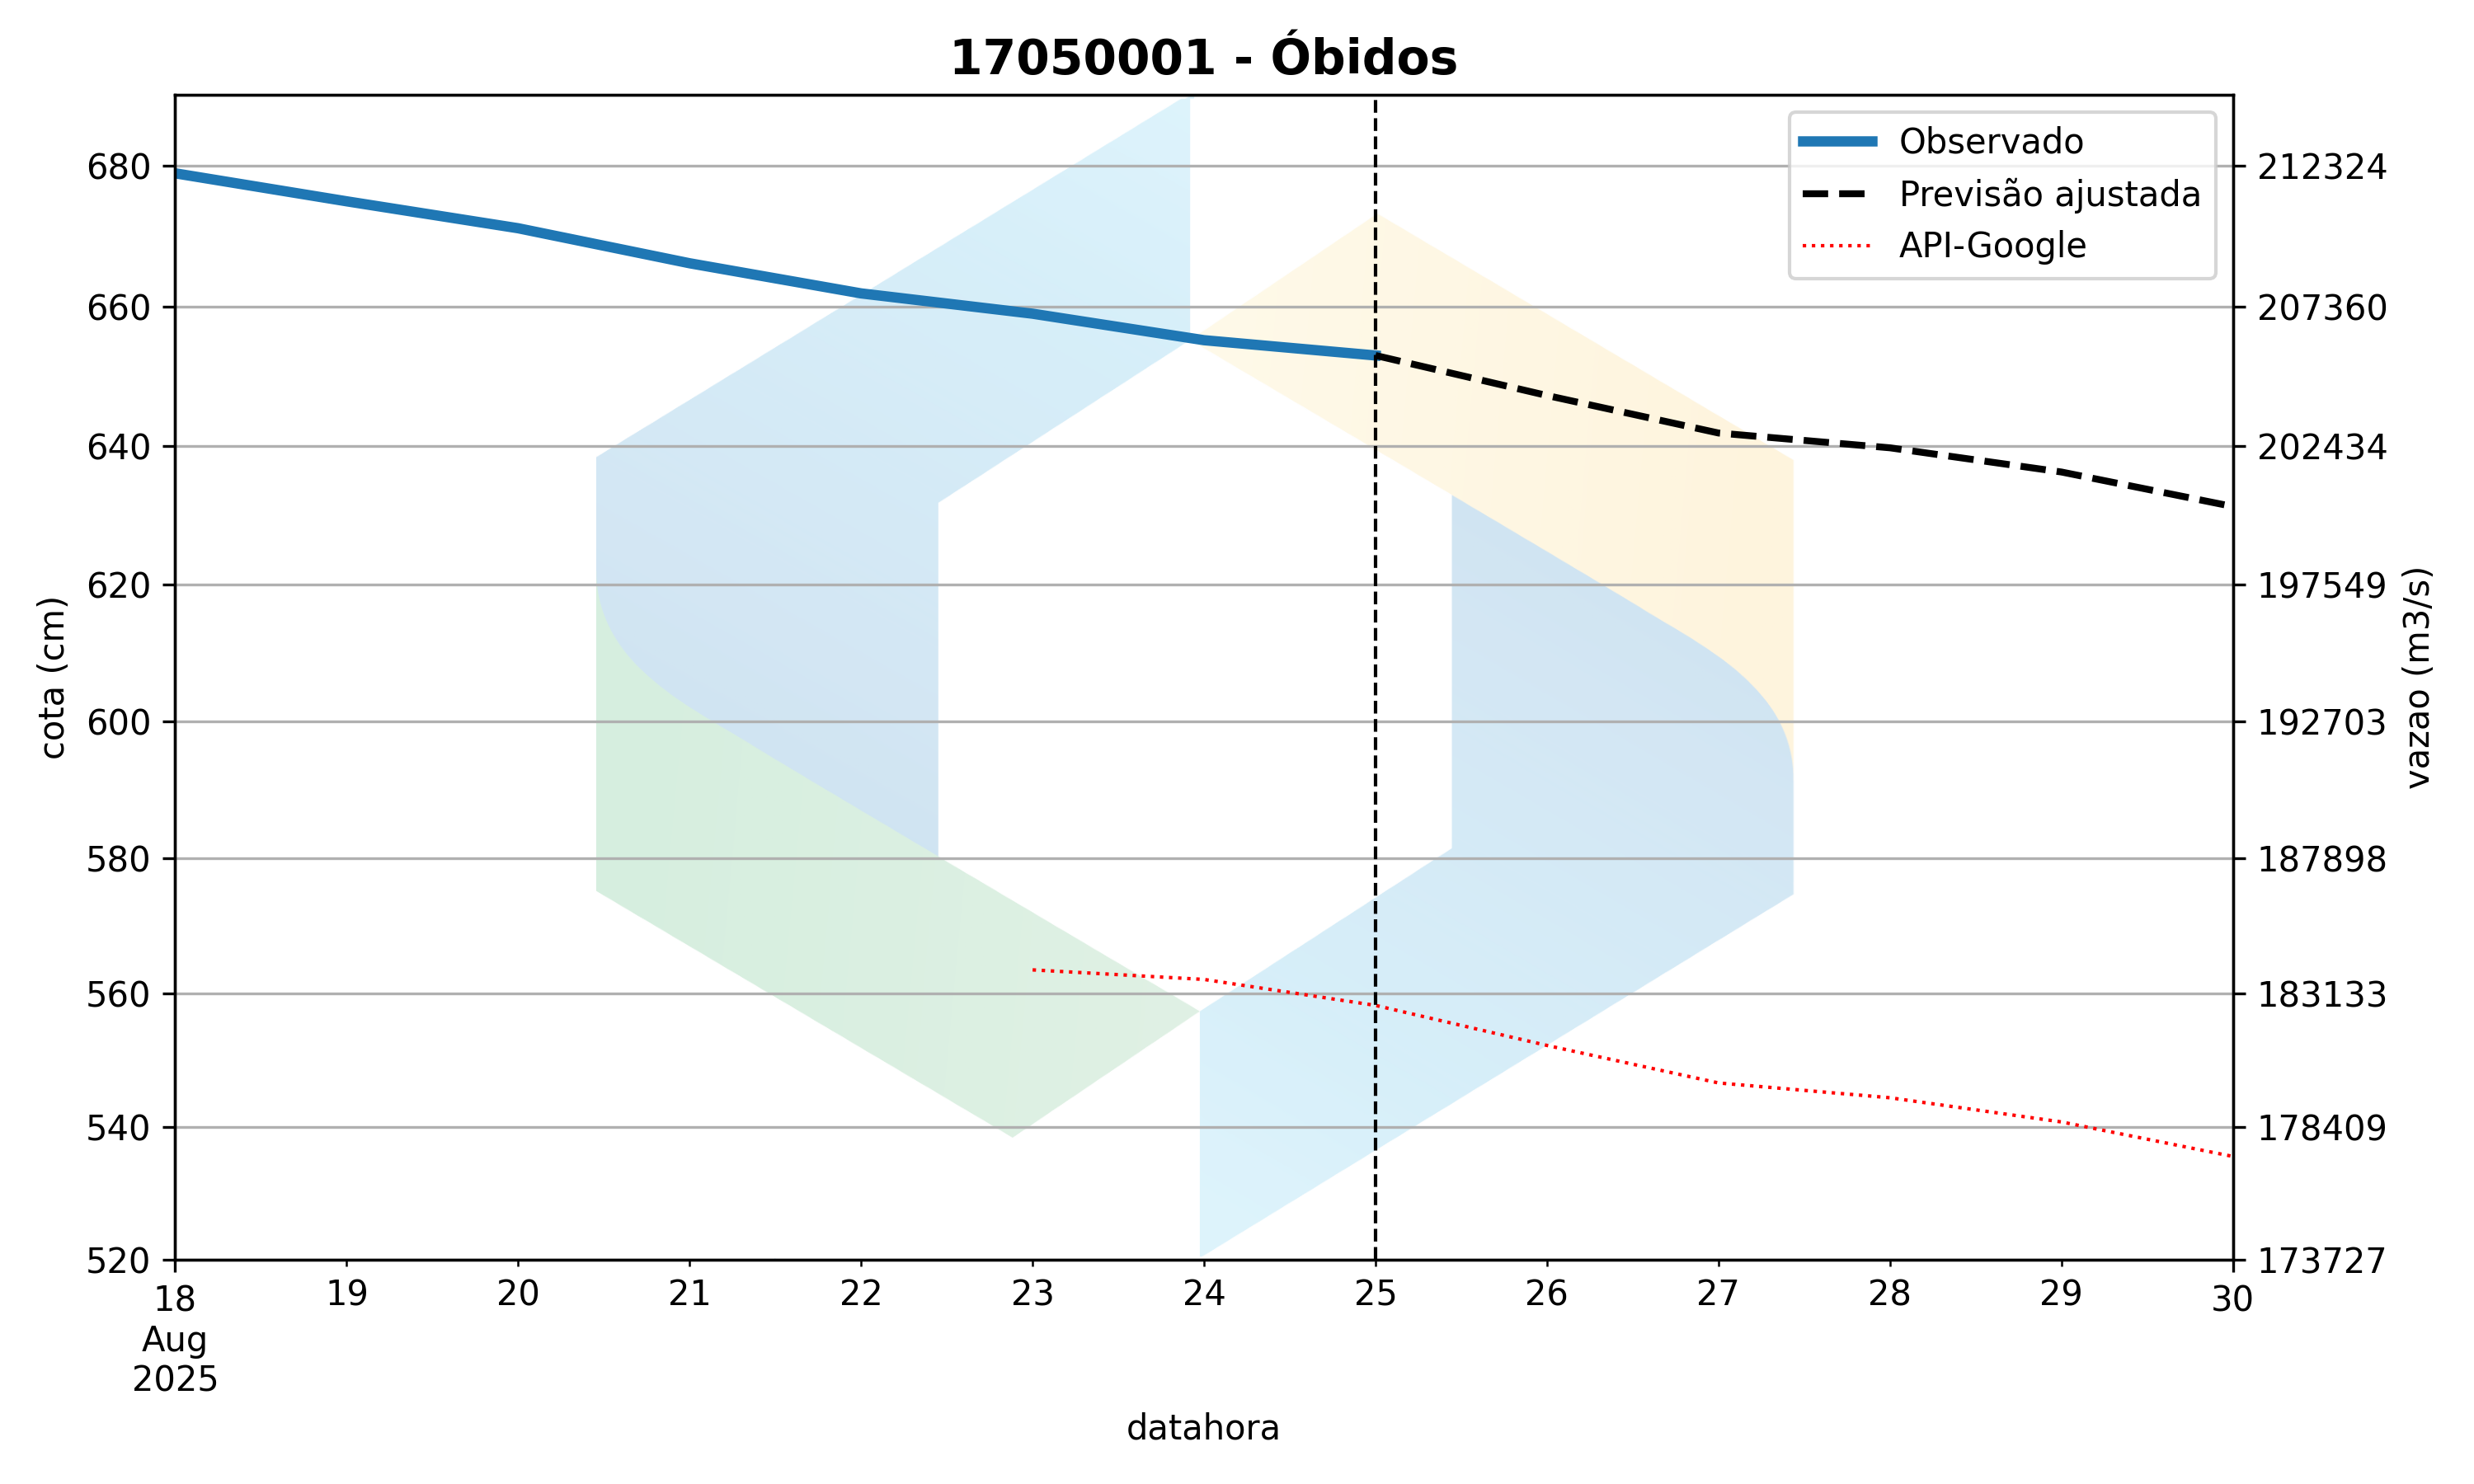 17050001 - Óbidos
Observado
Previsão ajustada
API-Google
680
660
640
620
600
580
560
540
520
cota (cm)
212324
207360
202434
197549
192703
187898
183133
178409
173727
vazao (m3/s)
18 19 20 21 22 23 24 25 26 27 28 29 30
Aug
2025
datahora